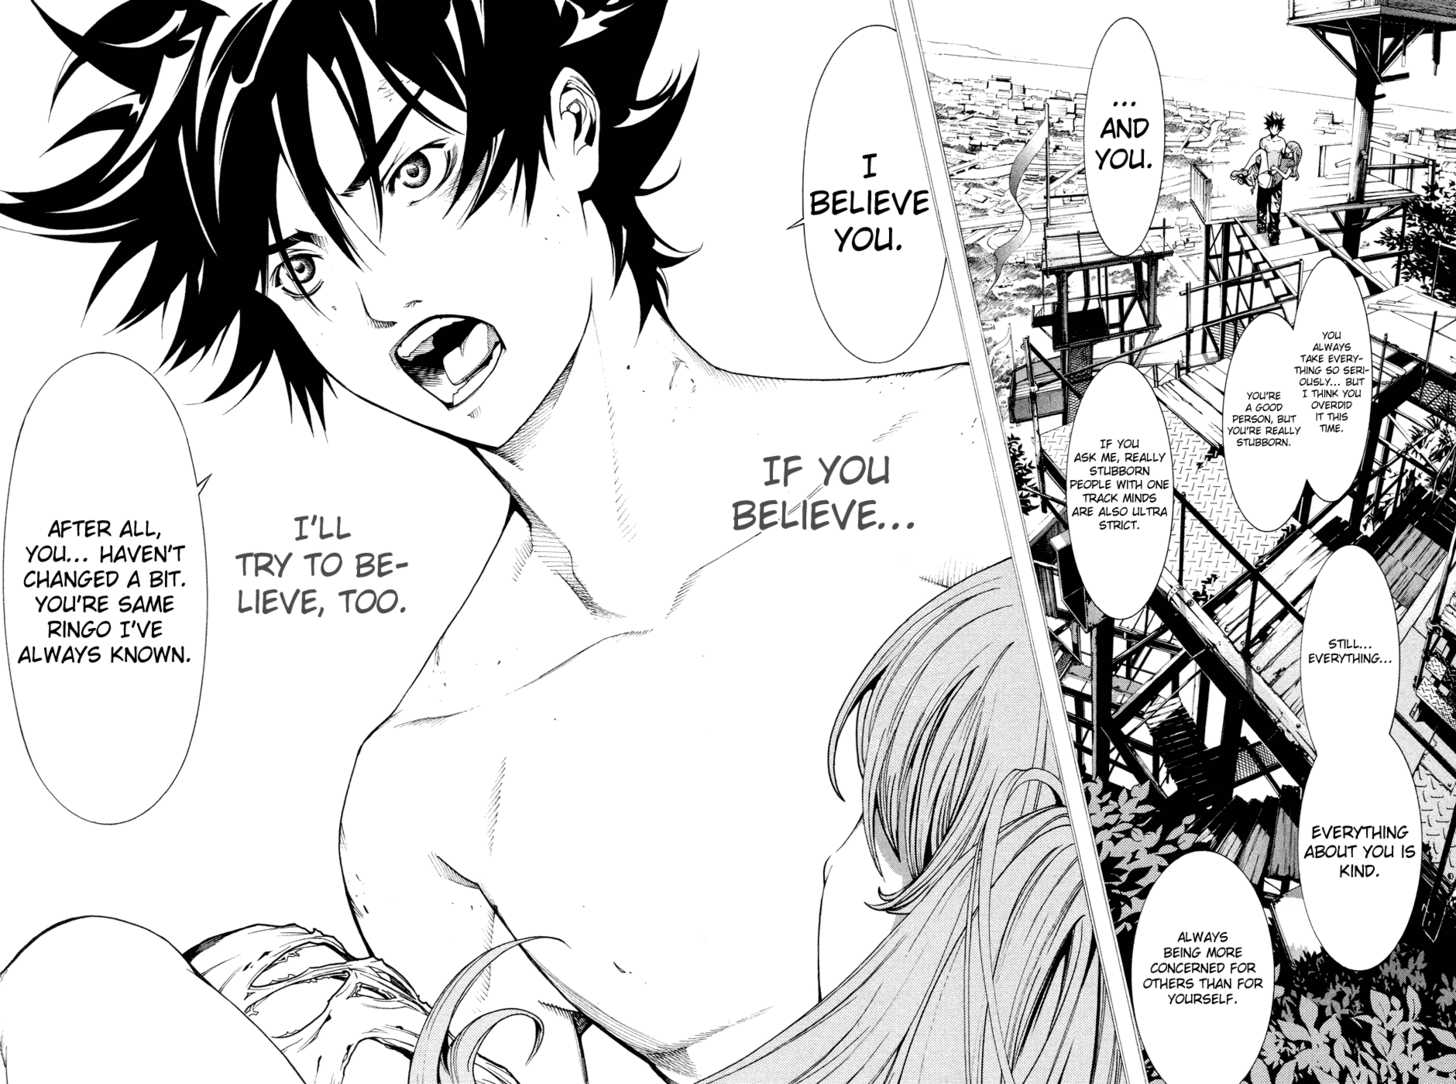 ...
AND
YOU.
YOU
ALWAYS
TAKE EVERY-
THING SO SERI-
OUSLY... BUT
I THINK YOU
OVERDID
IT THIS
TIME.
YOU'RE
A GOOD
PERSON, BUT
YOU'RE REALLY
STUBBORN.
IF YOU
ASK ME, REALLY
STUBBORN
PEOPLE WITH ONE
TRACK MINDS
ARE ALSO ULTRA
STRICT.
STILL...
EVERYTHING...
EVERYTHING
ABOUT YOU IS
KIND.
ALWAYS
BEING MORE
CONCERNED FOR
OTHERS THAN FOR
YOURSELF.
I
BELIEVE
YOU.
IF YOU
BELIEVE...
I'LL
TRY TO BE-
LIEVE, TOO.
AFTER ALL,
YOU... HAVEN'T
CHANGED A BIT.
YOU'RE SAME
RINGO I'VE
ALWAYS KNOWN.